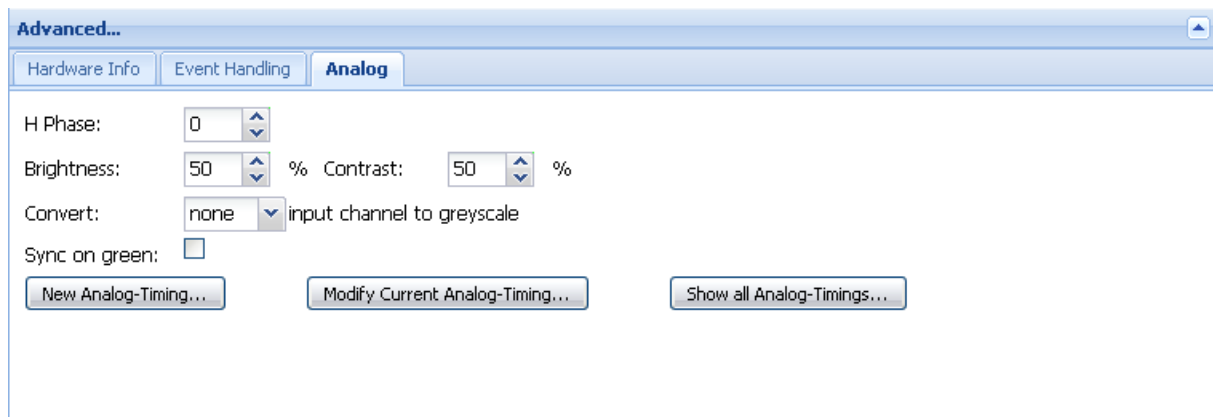 Advanced...
Hardware Info Event Handling Analog
H Phase: 0
Brightness: 50 % Contrast: 50 %
Convert: none input channel to greyscale
Sync on green:
New Analog-Timing... Modify Current Analog-Timing... Show all Analog-Timings...